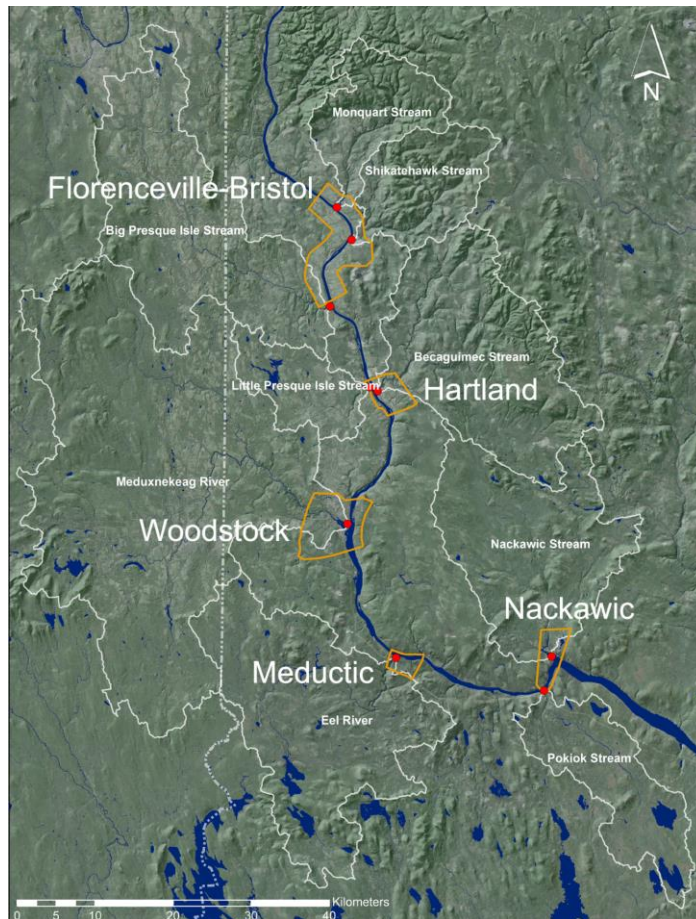 N
Monquart Stream
Shikatehawk Stream
Florenceville-Bristol
Big Presque Isle Stream
Becaguimec Stream
Little Presque Isle Stream
Hartland
Meduxnekeag River
Woodstock
Nackawic Stream
Nackawic
Meductic
Eel River
Pokiok Stream
0 5 10 20 30 40 Kilometers